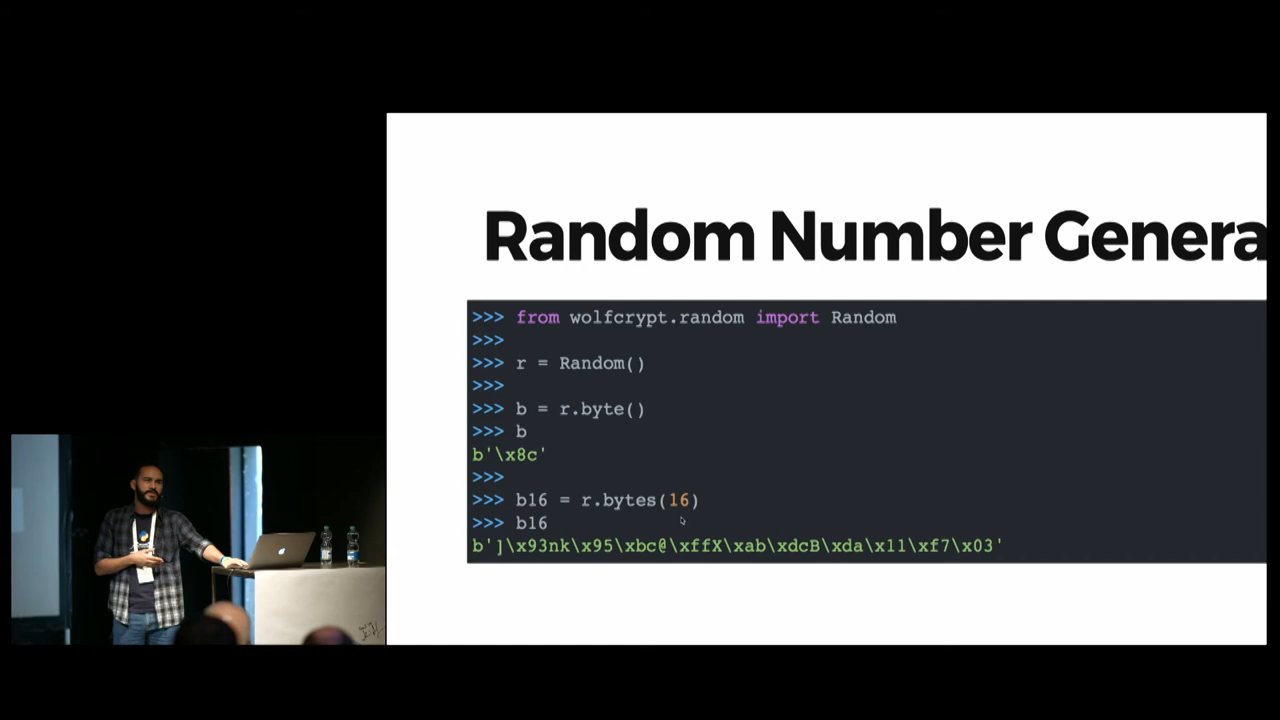 Random Number Genera
>>> from wolfcrypt.random import Random
>>>
>>> r = Random()
>>>
>>> b = r.byte()
>>> b
b'\x8c'
>>>
>>> b16 = r.bytes(16)
>>> b16
b']\x93nk\x95\xbc@\xffX\xab\xdcB\xda\x11\xf7\x03'